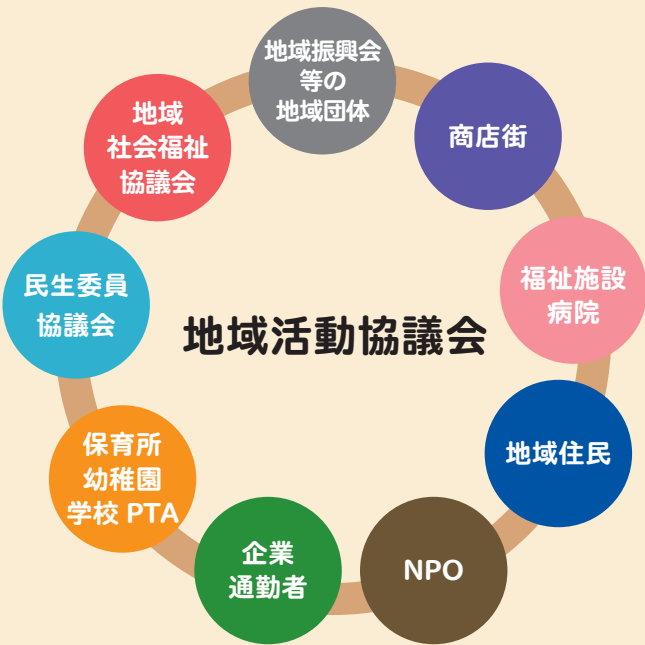 地域振興会
等の
地域団体
商店街
福祉施設
病院
地域住民
NPO
企業
通勤者
保育所
幼稚園
学校 PTA
民生委員
協議会
地域
社会福祉
協議会
地域活動協議会